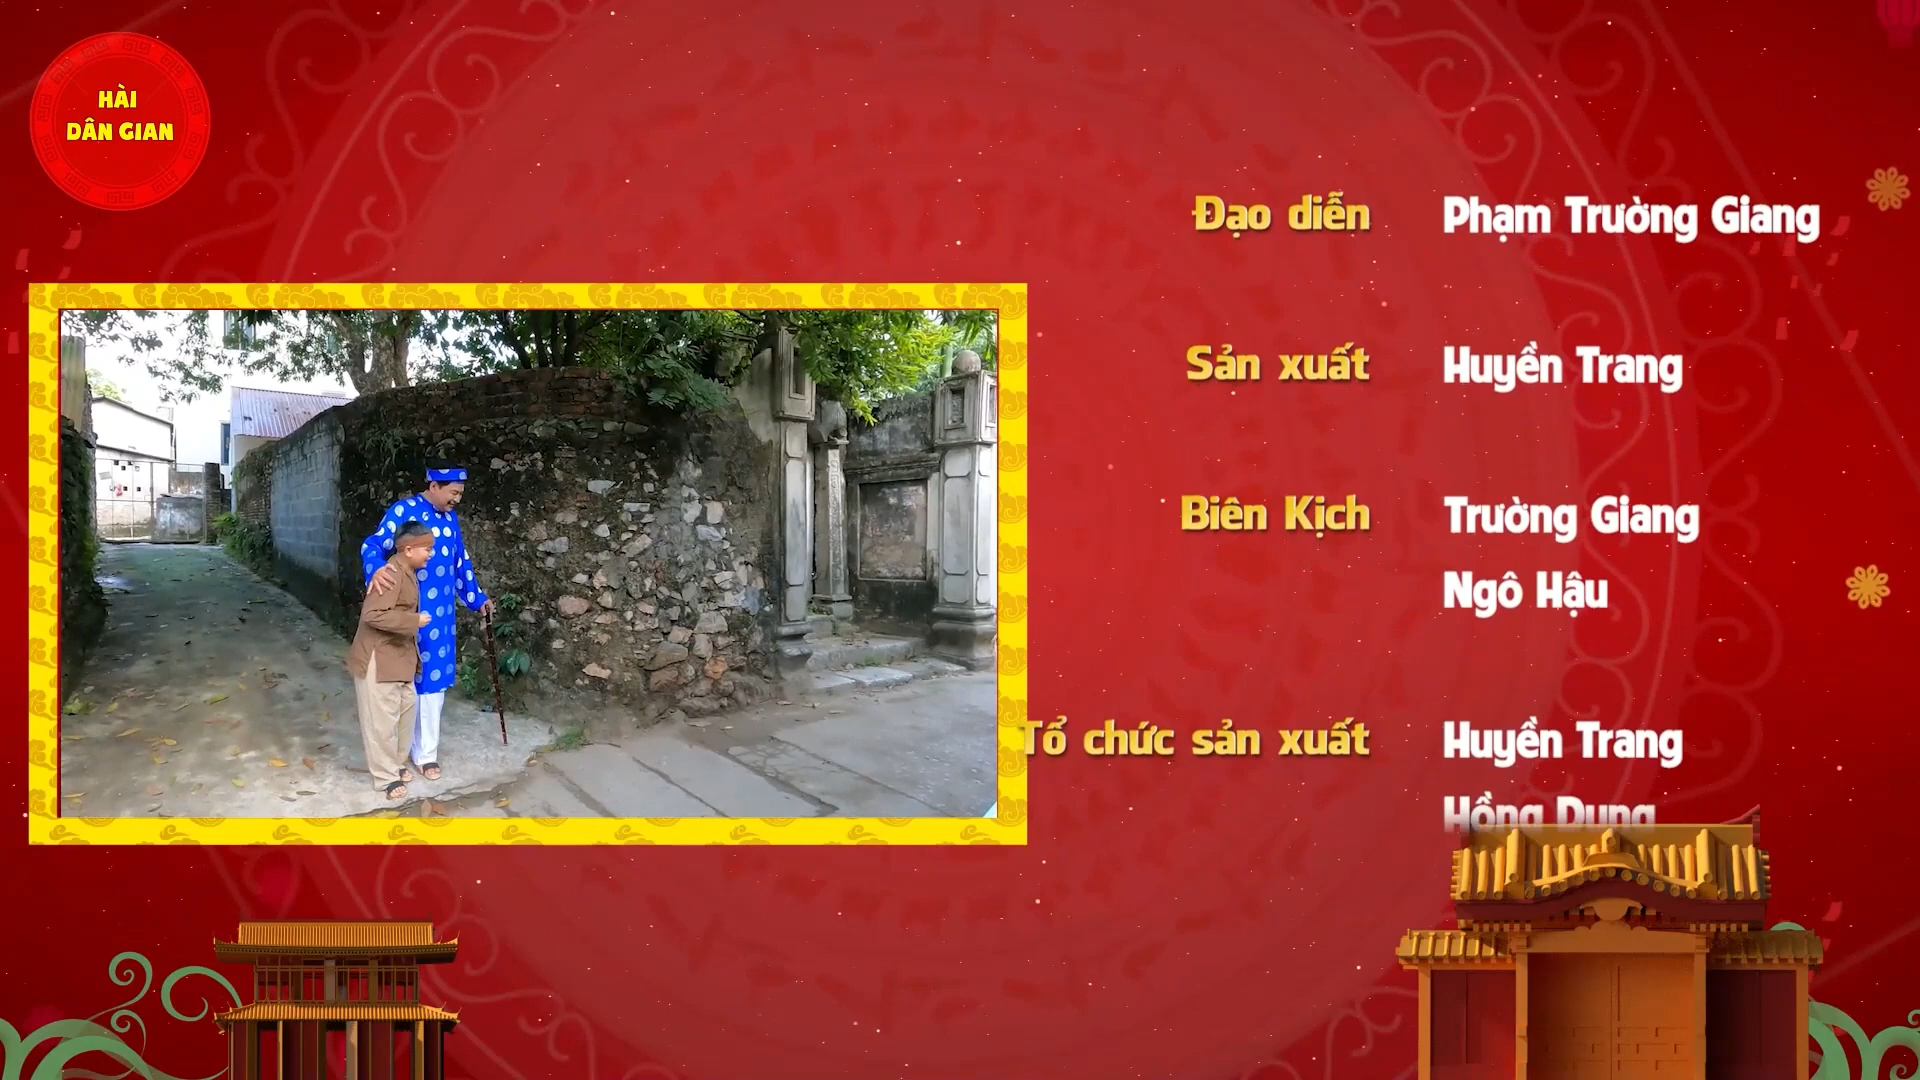 HÀI
DÂN GIAN
Đạo diễn Phạm Trường Giang
Sản xuất Huyền Trang
Biên Kịch Trường Giang
Ngô Hậu
Tổ chức sản xuất Huyền Trang
Hồng Dung